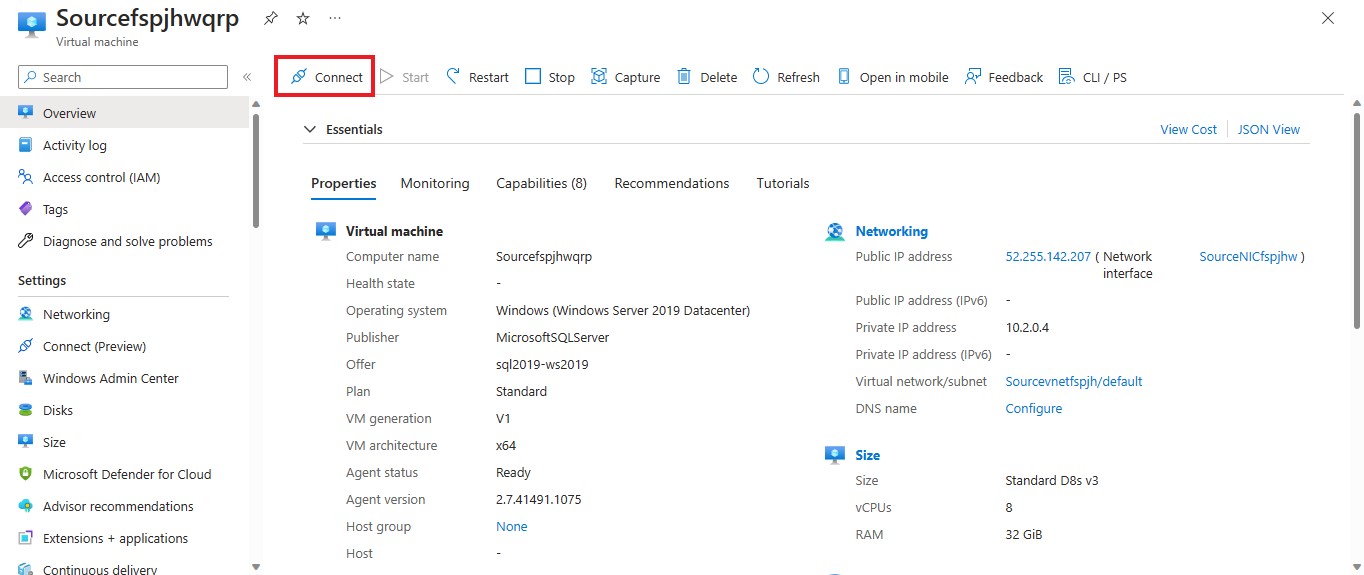 Sourcefspjhwqrp
Virtual machine
Search
Connect Start Restart Stop Capture Delete Refresh Open in mobile Feedback CLI / PS
Overview
Activity log
Access control (IAM)
Tags
Diagnose and solve problems
Settings
Networking
Connect (Preview)
Windows Admin Center
Disks
Size
Microsoft Defender for Cloud
Advisor recommendations
Extensions + applications
Continuous delivery
Essentials
View Cost JSON View
Properties Monitoring Capabilities (8) Recommendations Tutorials
Virtual machine
Computer name Sourcefspjhwqrp
Health state -
Operating system Windows (Windows Server 2019 Datacenter)
Publisher MicrosoftSQLServer
Offer sql2019-ws2019
Plan Standard
VM generation V1
VM architecture x64
Agent status Ready
Agent version 2.7.41491.1075
Host group None
Host -
Networking
Public IP address 52.255.142.207 ( Network SourceNICfspjhw )
interface
Public IP address (IPv6) -
Private IP address 10.2.0.4
Private IP address (IPv6) -
Virtual network/subnet Sourcevnetfspjh/default
DNS name Configure
Size
Size Standard D8s v3
vCPUs 8
RAM 32 GiB